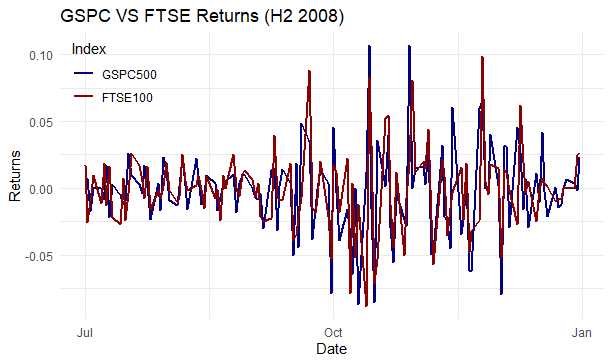 GSPC VS FTSE Returns (H2 2008)
Index
GSPC500
FTSE100
Returns
0.10
0.05
0.00
-0.05
Jul
Oct
Jan
Date